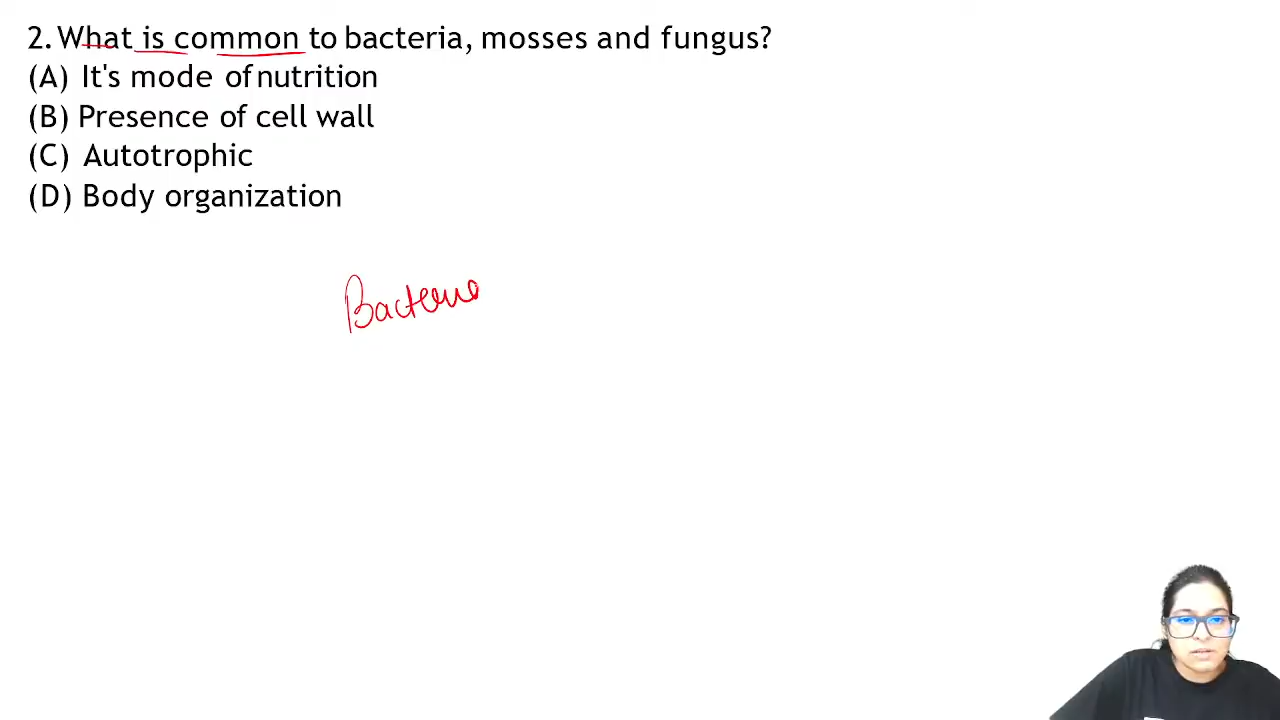 2. What is common to bacteria, mosses and fungus?
(A) It's mode of nutrition
(B) Presence of cell wall
(C) Autotrophic
(D) Body organization
Bacteria